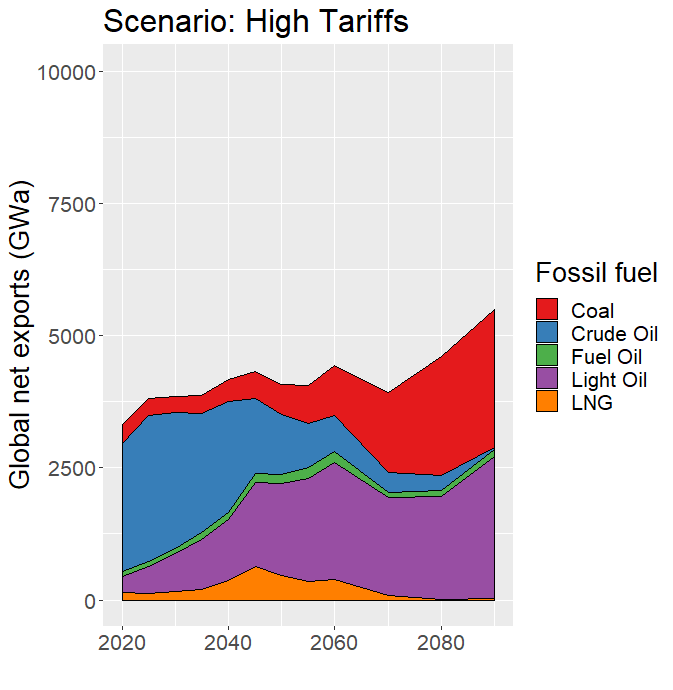 Scenario: High Tariffs
Global net exports (GWa)
10000
7500
5000
2500
0
2020
2040
2060
2080
Fossil fuel
Coal
Crude Oil
Fuel Oil
Light Oil
LNG